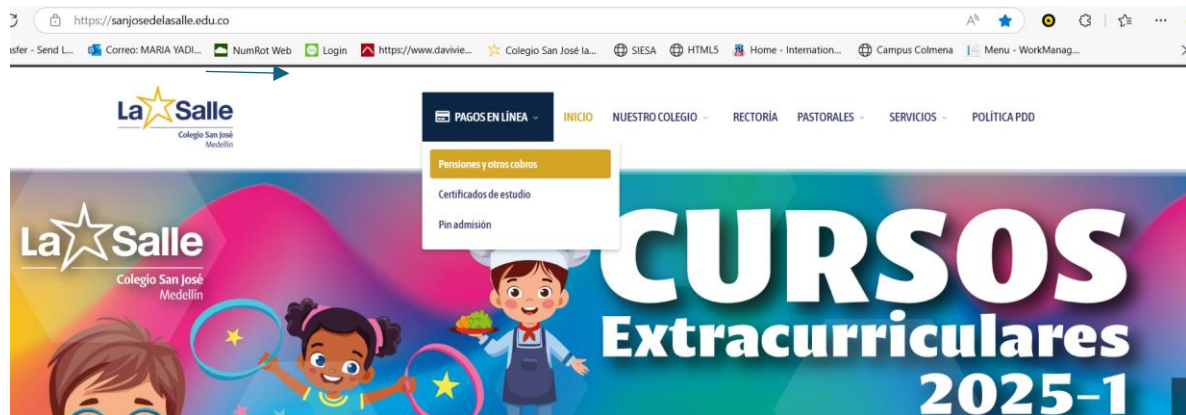 https://sanjosedelasalle.edu.co
nsfer - Send L... Correo: MARIA YADI... NumRot Web Login https://www.davivie... Colegio San José la... SIESA HTML5 Home - Internation... Campus Colmena Menu - WorkManag...
La Salle
Colegio San José
Medellín
PAGOS EN LÍNEA INICIO NUESTRO COLEGIO RECTORÍA PASTORALES SERVICIOS POLÍTICA PDD
Pensiones y otros cobros
Certificados de estudio
Pin admisión
La Salle
Colegio San José
Medellín
CURSOS
Extracurriculares
2025-1